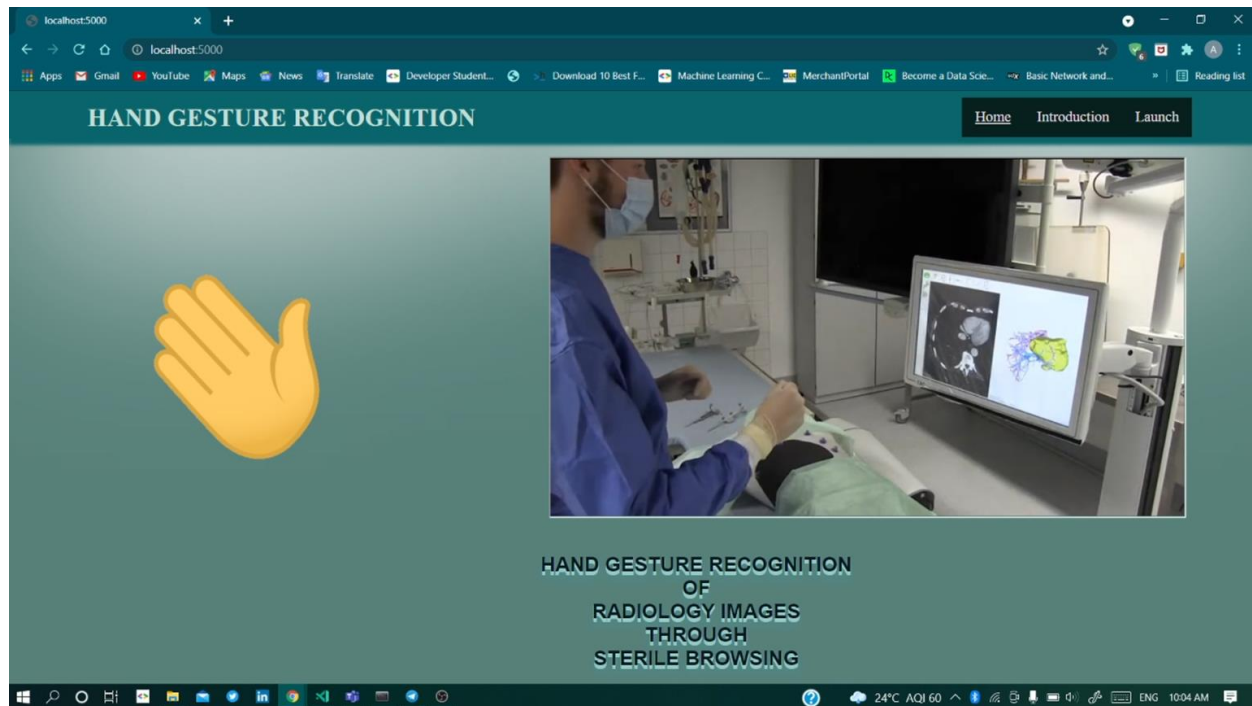 localhost:5000
localhost:5000
Apps Gmail YouTube Maps News Translate Developer Student... Download 10 Best F... Machine Learning C... MerchantPortal Become a Data Scie... Basic Network and... » Reading list
HAND GESTURE RECOGNITION
Home Introduction Launch
HAND GESTURE RECOGNITION
OF
RADIOLOGY IMAGES
THROUGH
STERILE BROWSING
24°C AQI 60 ENG 10:04 AM